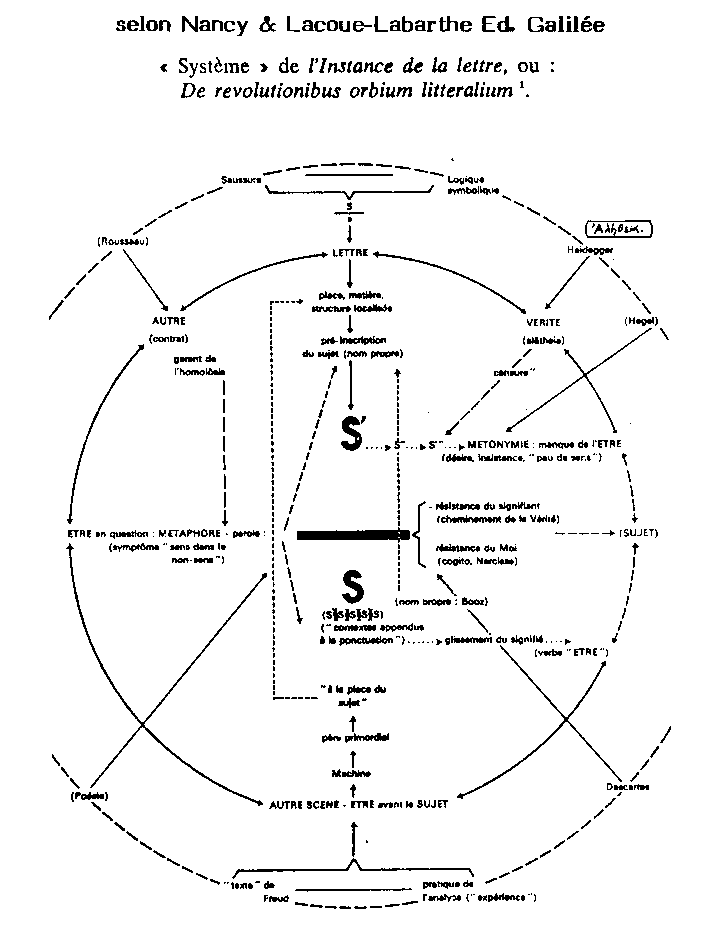 selon Nancy & Lacoue-Labarthe Ed. Galilée
« Système » de l'Instance de la lettre, ou :
De revolutionibus orbium litteralium 1.
Saussure
Logique
symbolique
S
s
(Rousseau)
'Αλήθεια.
Heidegger
LETTRE
place, matière,
structure localisée
AUTRE
(contrat)
VERITE
(alêtheia)
(Hegel)
garant de
l'homoiôsis
pré-inscription
du sujet (nom propre)
censure"
S' S" S"' METONYMIE : manque de l'ETRE
(désire, insistance, "peu de sens")
- résistance du signifiant
(cheminement de la Vérité)
ETRE en question : METAPHORE - parole :
(symptôme "sens dans le
non-sens")
(SUJET)
résistance du Moi
(cogito, Narcisse)
S
(nom propre : Booz)
("contextes appendus
à la ponctuation") glissement du signifié
(verbe "ETRE")
"à la place du
sujet"
père primordial
Machine
(Poésie)
Descartes
AUTRE SCENE - ETRE avant le SUJET
"texte" de
Freud
pratique de
l'analyse ("expérience")